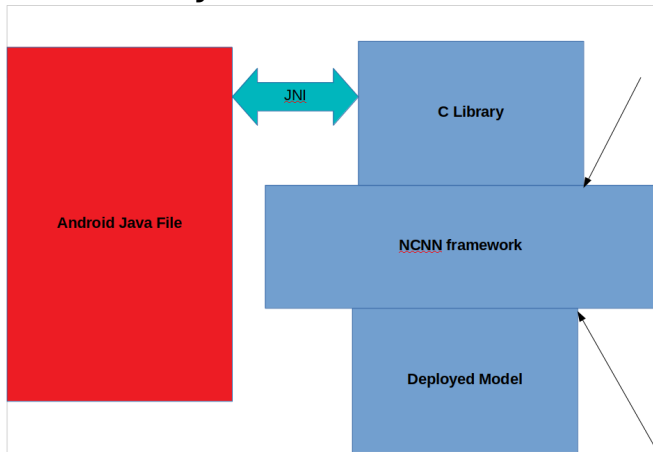 JNI
C Library
Android Java File
NCNN framework
Deployed Model